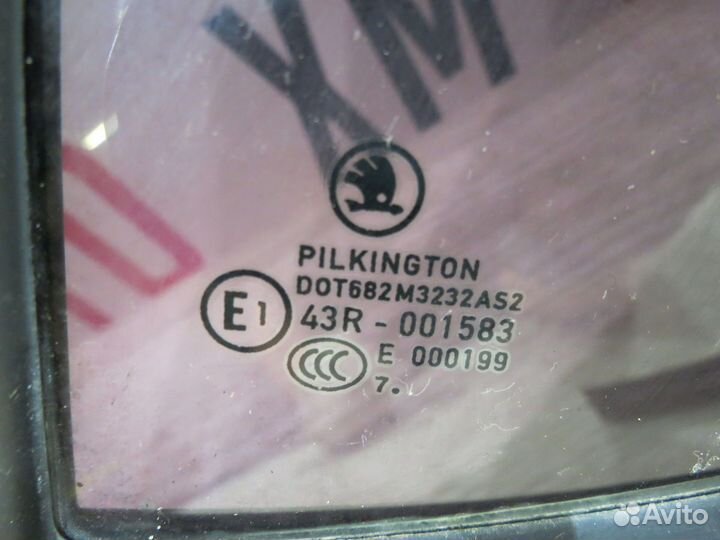 XM
PILKINGTON
DOT682M3232AS2
E1 43R - 001583
CCC E 000199
7.
Avito